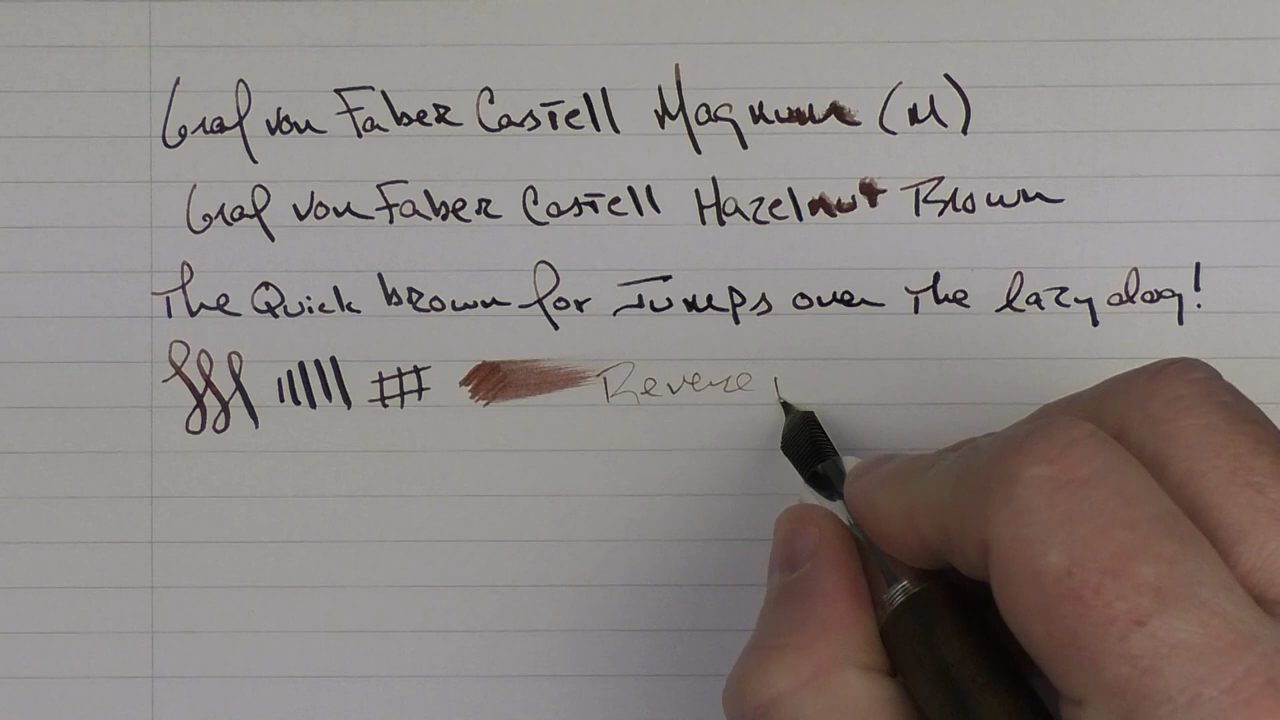 Graf von Faber Castell Magnum (M)
Graf von Faber Castell Hazelnut Brown
The Quick brown fox Jumps over The lazy dog!
Reverse